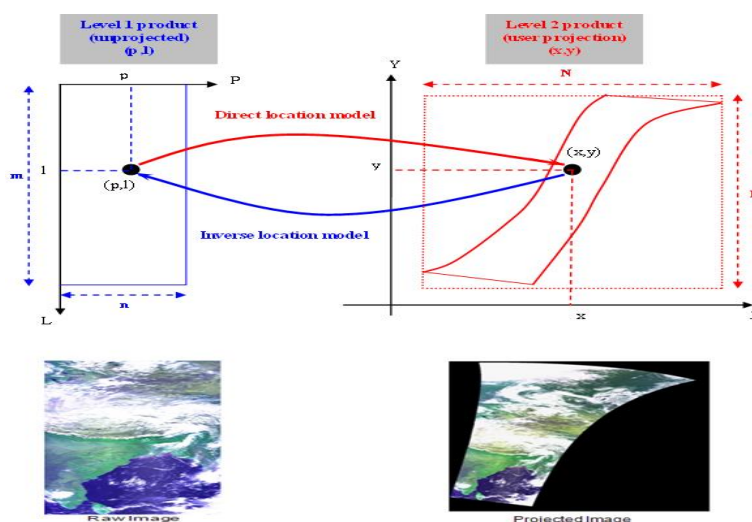 Level 1 product
(unprojected)
(p,l)
Level 2 product
(user projection)
(x,y)
p
P
Y
N
Direct location model
m
l
(p,l)
y
(x,y)
Inverse location model
n
L
x
Raw Image
Projected Image